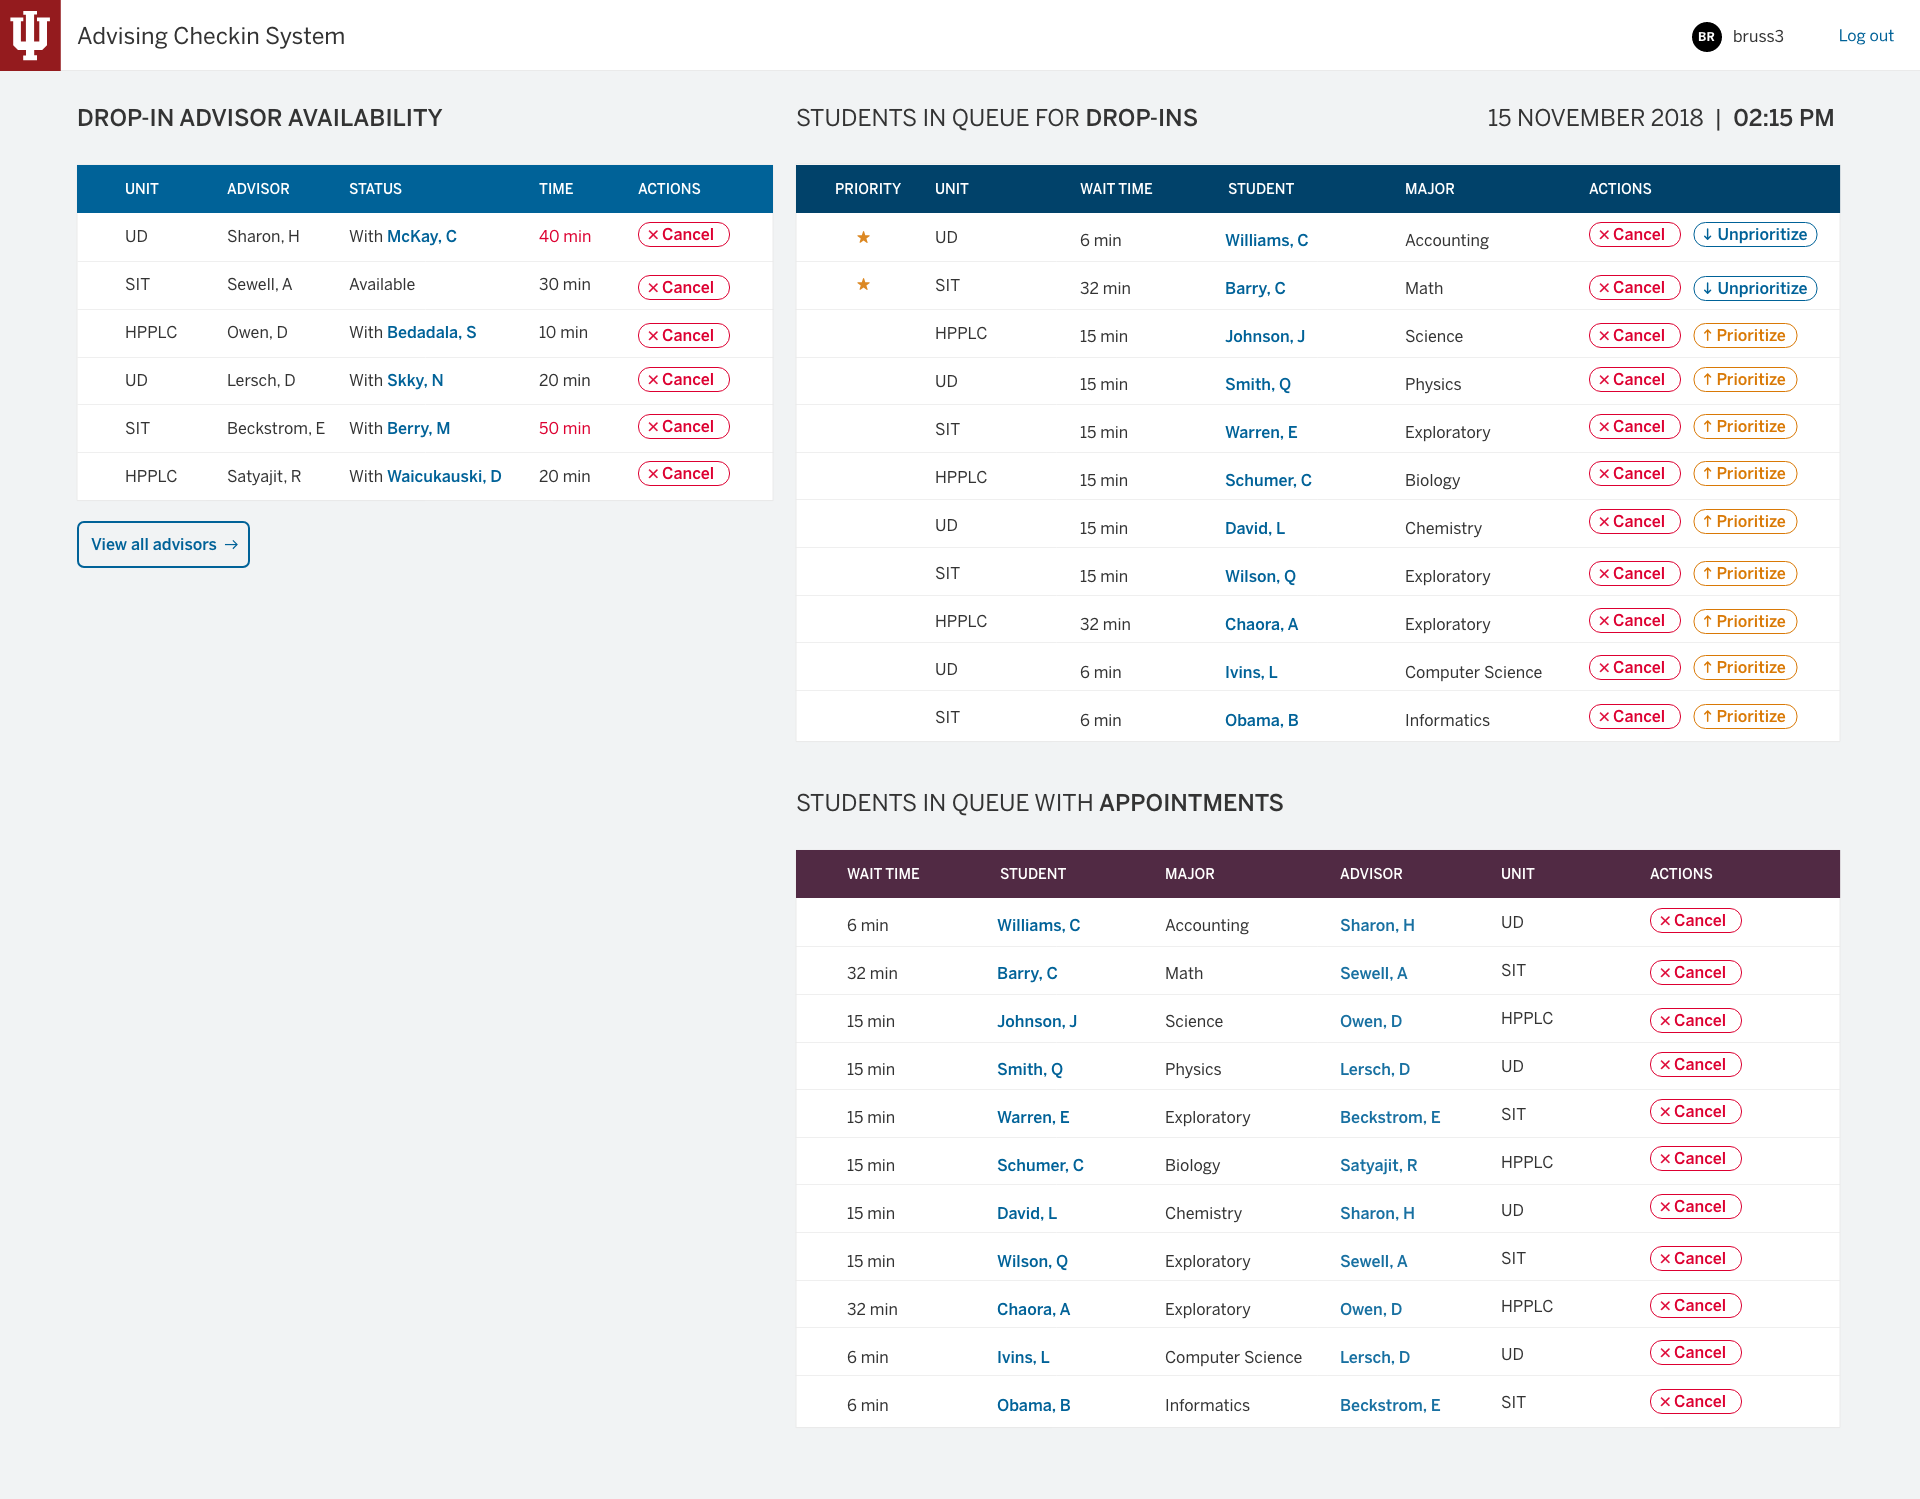 Advising Checkin System
BR bruss3 Log out
DROP-IN ADVISOR AVAILABILITY
UNIT ADVISOR STATUS TIME ACTIONS
UD Sharon, H With McKay, C 40 min × Cancel
SIT Sewell, A Available 30 min × Cancel
HPPLC Owen, D With Bedadala, S 10 min × Cancel
UD Lersch, D With Skky, N 20 min × Cancel
SIT Beckstrom, E With Berry, M 50 min × Cancel
HPPLC Satyajit, R With Waicukauski, D 20 min × Cancel
View all advisors →
STUDENTS IN QUEUE FOR DROP-INS 15 NOVEMBER 2018 | 02:15 PM
PRIORITY UNIT WAIT TIME STUDENT MAJOR ACTIONS
★ UD 6 min Williams, C Accounting × Cancel ↓ Unprioritize
★ SIT 32 min Barry, C Math × Cancel ↓ Unprioritize
HPPLC 15 min Johnson, J Science × Cancel ↑ Prioritize
UD 15 min Smith, Q Physics × Cancel ↑ Prioritize
SIT 15 min Warren, E Exploratory × Cancel ↑ Prioritize
HPPLC 15 min Schumer, C Biology × Cancel ↑ Prioritize
UD 15 min David, L Chemistry × Cancel ↑ Prioritize
SIT 15 min Wilson, Q Exploratory × Cancel ↑ Prioritize
HPPLC 32 min Chaora, A Exploratory × Cancel ↑ Prioritize
UD 6 min Ivins, L Computer Science × Cancel ↑ Prioritize
SIT 6 min Obama, B Informatics × Cancel ↑ Prioritize
STUDENTS IN QUEUE WITH APPOINTMENTS
WAIT TIME STUDENT MAJOR ADVISOR UNIT ACTIONS
6 min Williams, C Accounting Sharon, H UD × Cancel
32 min Barry, C Math Sewell, A SIT × Cancel
15 min Johnson, J Science Owen, D HPPLC × Cancel
15 min Smith, Q Physics Lersch, D UD × Cancel
15 min Warren, E Exploratory Beckstrom, E SIT × Cancel
15 min Schumer, C Biology Satyajit, R HPPLC × Cancel
15 min David, L Chemistry Sharon, H UD × Cancel
15 min Wilson, Q Exploratory Sewell, A SIT × Cancel
32 min Chaora, A Exploratory Owen, D HPPLC × Cancel
6 min Ivins, L Computer Science Lersch, D UD × Cancel
6 min Obama, B Informatics Beckstrom, E SIT × Cancel